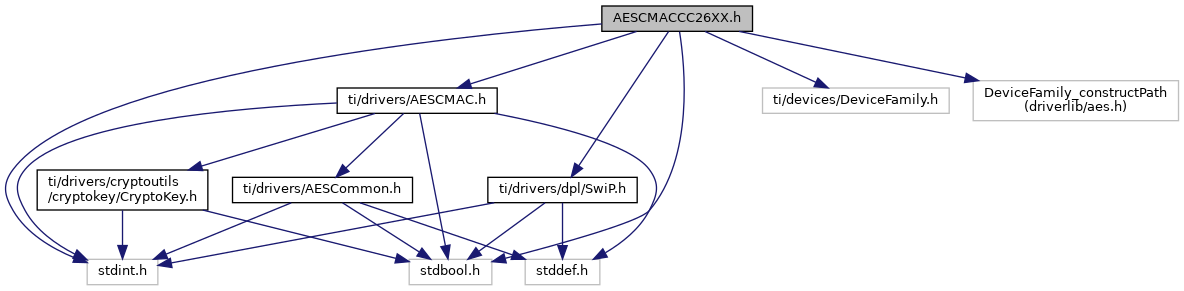 AESCMACCC26XX.h
ti/drivers/AESCMAC.h
ti/devices/DeviceFamily.h
DeviceFamily_constructPath
(driverlib/aes.h)
ti/drivers/cryptoutils
/cryptokey/CryptoKey.h
ti/drivers/AESCommon.h
ti/drivers/dpl/SwiP.h
stdint.h
stdbool.h
stddef.h